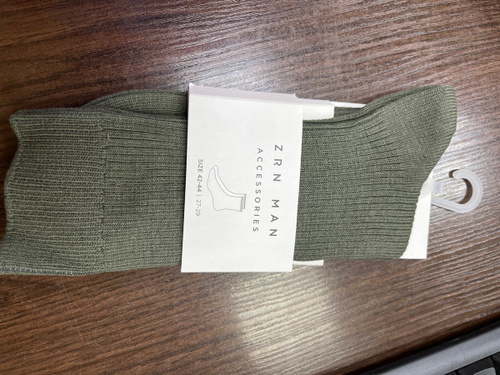 ZRN MAN
ACCESSORIES
SIZE 42-44 | 27-29